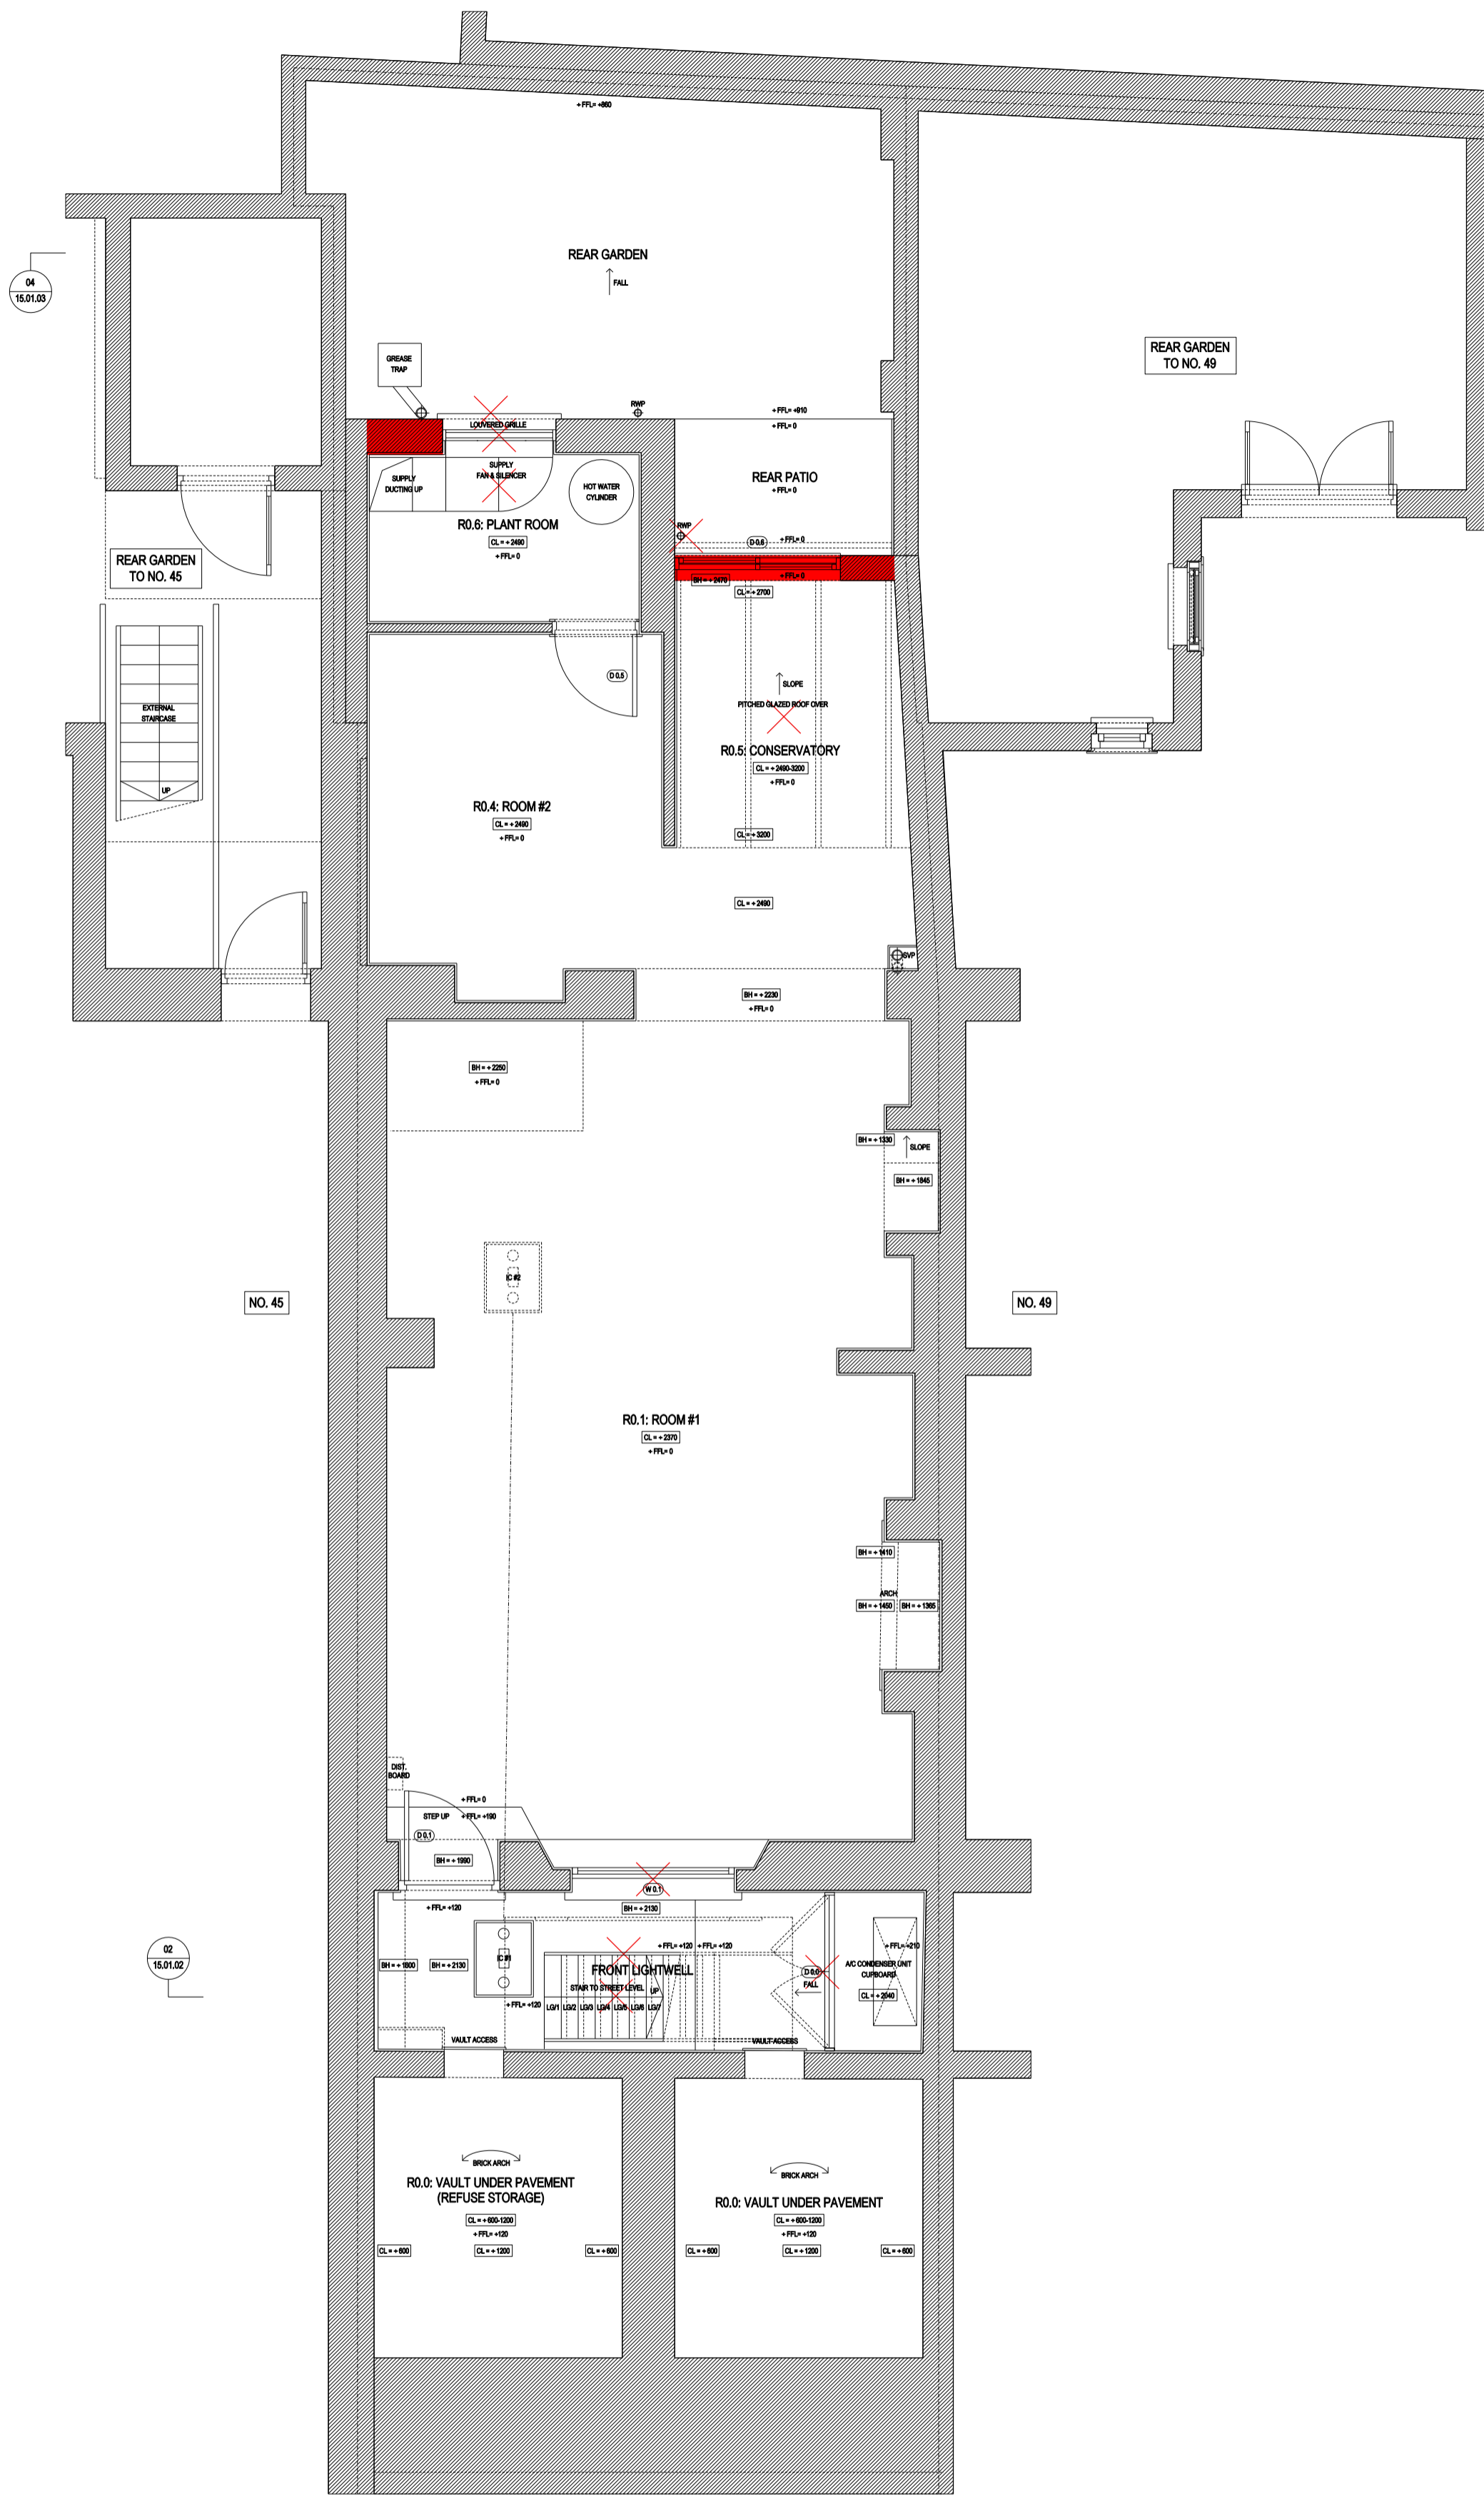 + FFL= +860
REAR GARDEN
FALL
04
15.01.03
REAR GARDEN
TO NO. 49
GREASE
TRAP
RWP
+ FFL= +910
+ FFL= 0
LOUVERED GRILLE
SUPPLY
FAN & SILENCER
SUPPLY
DUCTING UP
HOT WATER
CYLINDER
REAR PATIO
+ FFL= 0
R0.6: PLANT ROOM
CL = + 2490
+ FFL= 0
RWP
D 0.6
+ FFL= 0
REAR GARDEN
TO NO. 45
+ FFL= 0
BH = + 2470
CL = + 2700
D 0.5
SLOPE
PITCHED GLAZED ROOF OVER
EXTERNAL
STAIRCASE
UP
R0.5: CONSERVATORY
CL = + 2490-3200
+ FFL= 0
R0.4: ROOM #2
CL = + 2490
+ FFL= 0
CL = + 3200
CL = + 2490
SVP
BH = + 2230
+ FFL= 0
BH = + 2250
+ FFL= 0
BH = + 1330
SLOPE
BH = + 1845
IC #2
NO. 45
NO. 49
R0.1: ROOM #1
CL = + 2370
+ FFL= 0
BH = + 1410
ARCH
BH = + 1450
BH = + 1365
DIST.
BOARD
+ FFL= 0
STEP UP
+ FFL= +190
D 0.1
BH = + 1990
W 0.1
+ FFL= +120
BH = + 2130
02
15.01.02
+ FFL= +120
+ FFL= +120
+ FFL= +210
BH = + 1800
BH = + 2130
IC #1
FRONT LIGHTWELL
D 0.0
A/C CONDENSER UNIT
CUPBOARD
STAIR TO STREET LEVEL
UP
FALL
CL = + 2040
+ FFL= +120
LG/1
LG/2
LG/3
LG/4
LG/5
LG/6
LG/7
VAULT ACCESS
VAULT ACCESS
BRICK ARCH
BRICK ARCH
R0.0: VAULT UNDER PAVEMENT
(REFUSE STORAGE)
R0.0: VAULT UNDER PAVEMENT
CL = + 600-1200
+ FFL= +120
CL = + 600-1200
+ FFL= +120
CL = + 600
CL = + 1200
CL = + 600
CL = + 600
CL = + 1200
CL = + 600